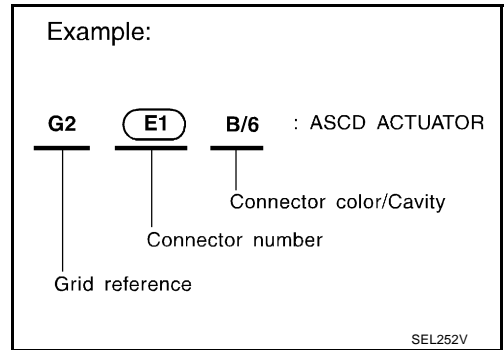 Example:
G2 E1 B/6 : ASCD ACTUATOR
Connector color/Cavity
Connector number
Grid reference
SEL252V